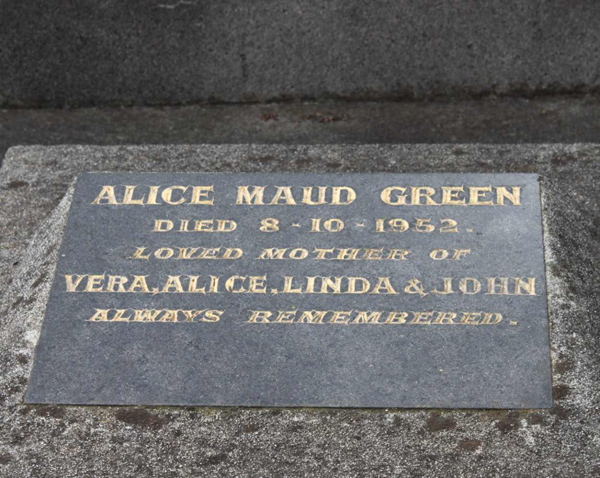 ALICE MAUD GREEN
DIED 8-10-1952.
LOVED MOTHER OF
VERA, ALICE, LINDA & JOHN
ALWAYS REMEMBERED.